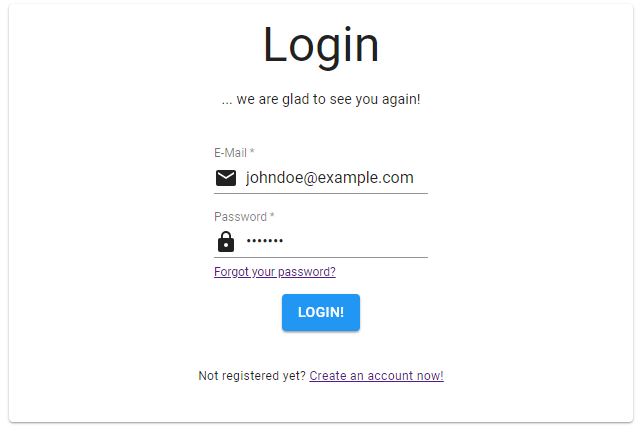 Login
... we are glad to see you again!
E-Mail *
johndoe@example.com
Password *
•••••••
Forgot your password?
LOGIN!
Not registered yet? Create an account now!